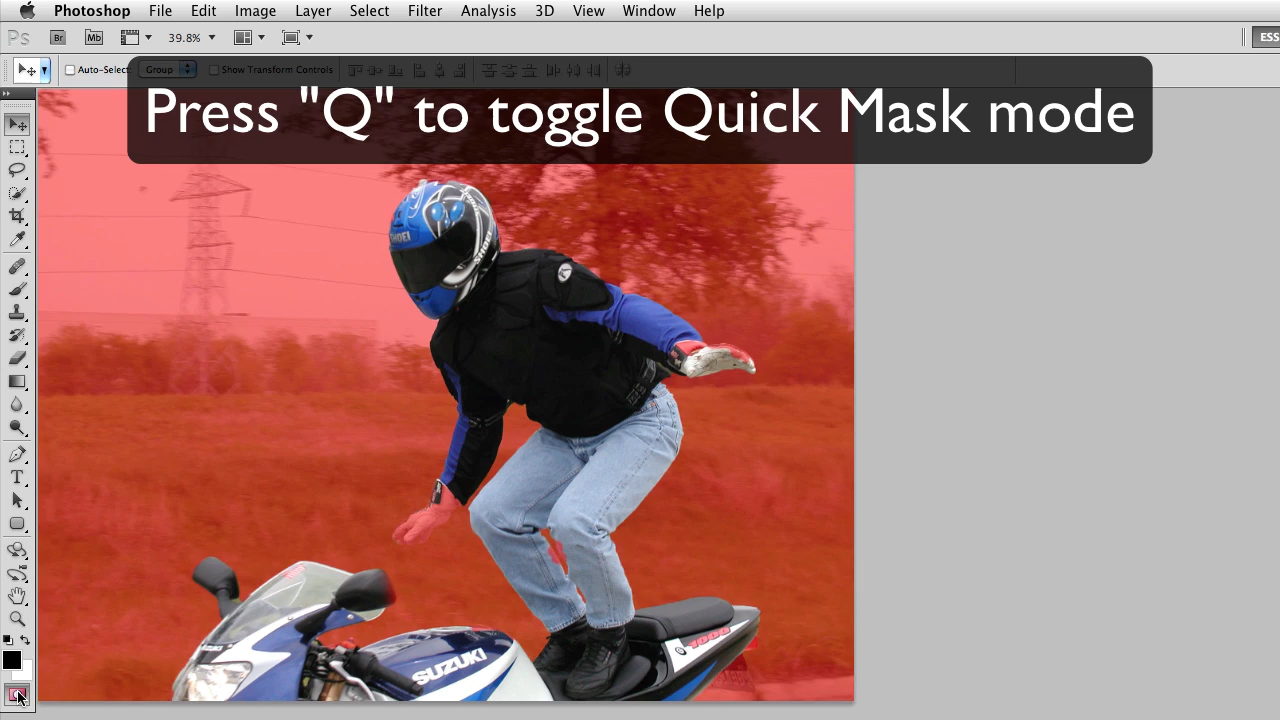 Photoshop File Edit Image Layer Select Filter Analysis 3D View Window Help
Ps Br Mb 39.8% ESS
Auto-Select: Group Show Transform Controls
Press "Q" to toggle Quick Mask mode
SHOEI
SHOEI
1000
SUZUKI